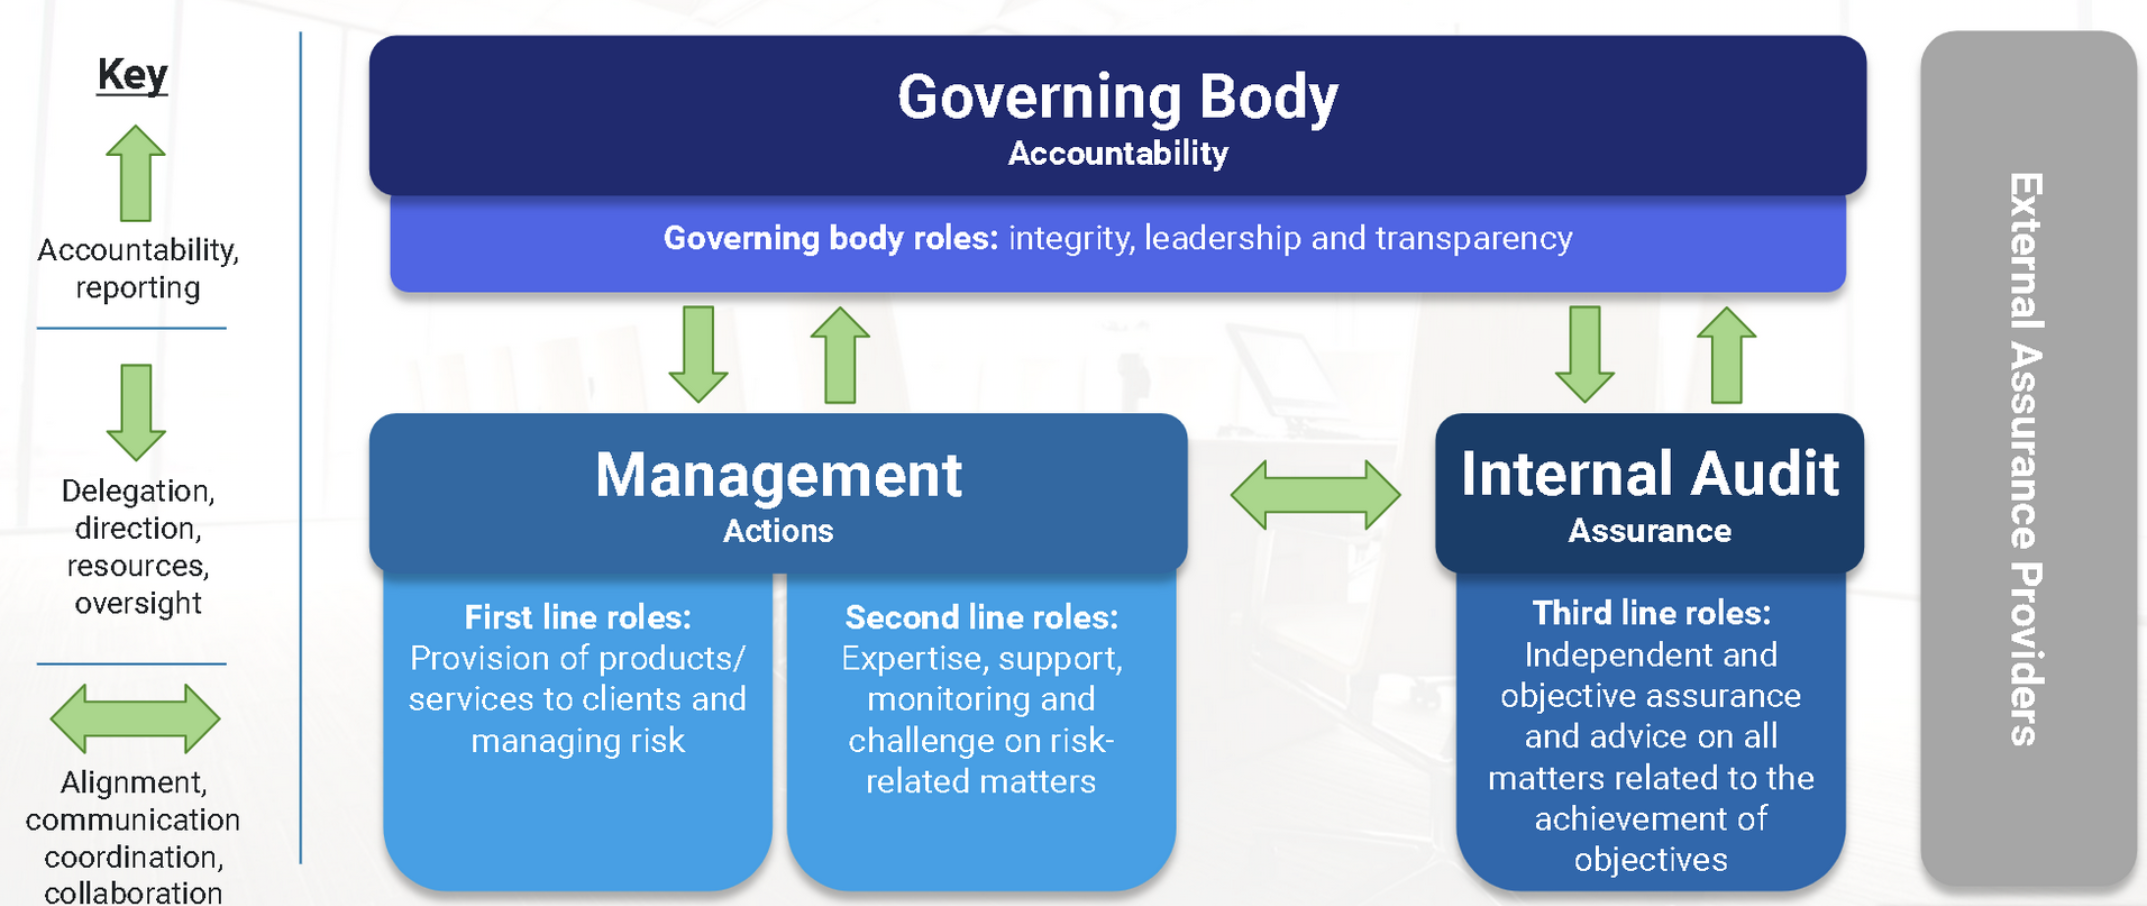 Key
Accountability,
reporting
Delegation,
direction,
resources,
oversight
Alignment,
communication
coordination,
collaboration
Governing Body
Accountability
Governing body roles: integrity, leadership and transparency
Management
Actions
First line roles:
Provision of products/
services to clients and
managing risk
Second line roles:
Expertise, support,
monitoring and
challenge on risk-
related matters
Internal Audit
Assurance
Third line roles:
Independent and
objective assurance
and advice on all
matters related to the
achievement of
objectives
External Assurance Providers